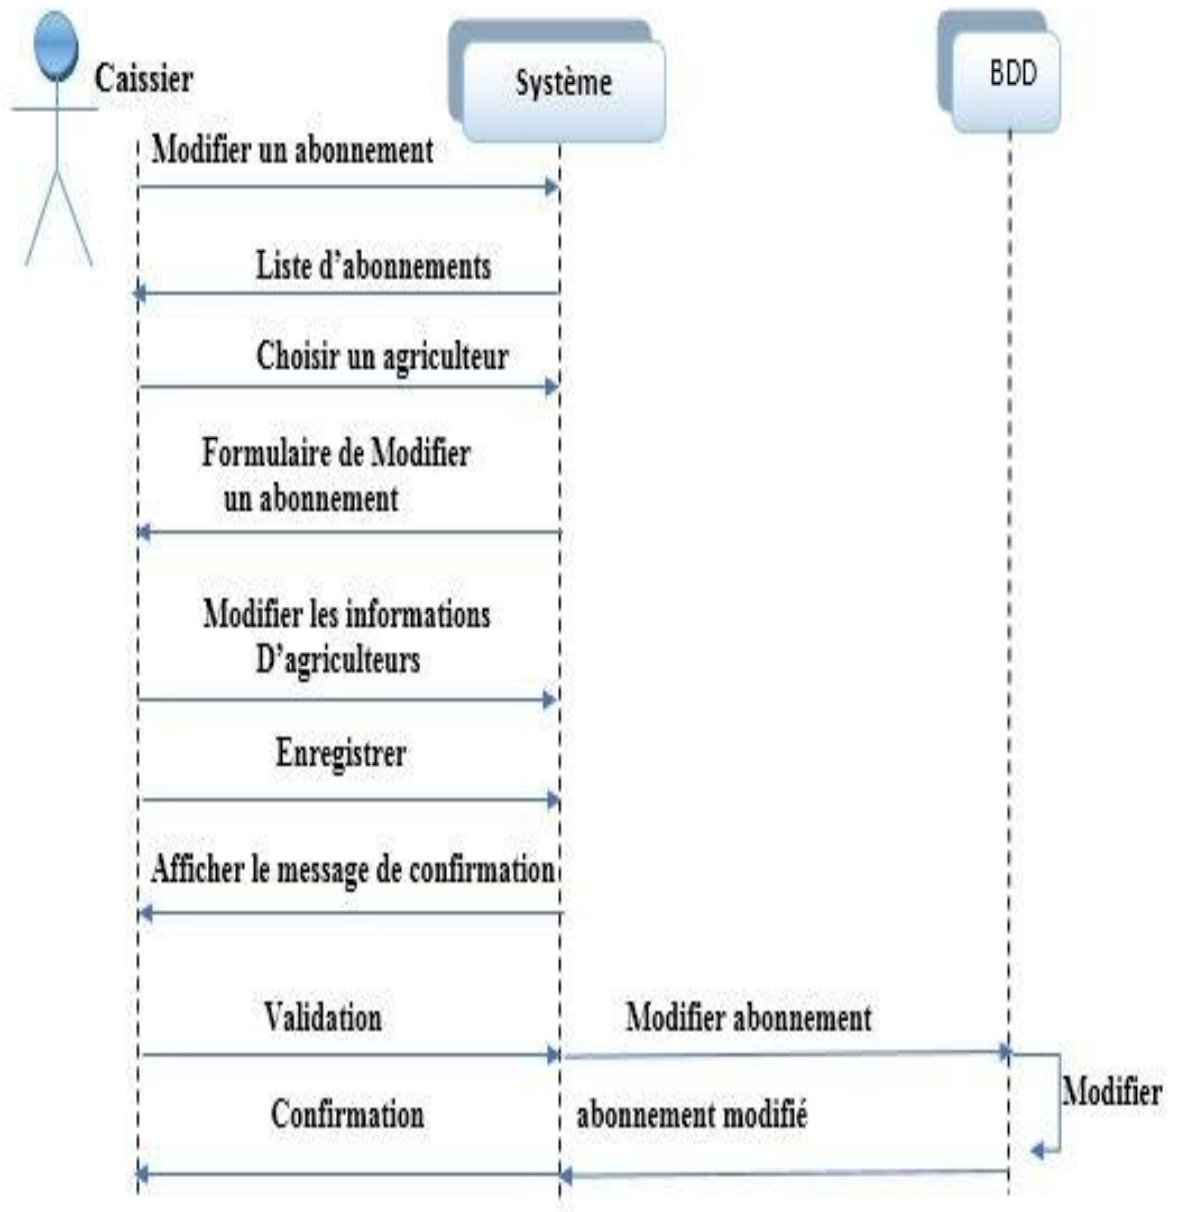 Caissier
Système
BDD
Modifier un abonnement
Liste d'abonnements
Choisir un agriculteur
Formulaire de Modifier
un abonnement
Modifier les informations
D'agriculteurs
Enregistrer
Afficher le message de confirmation
Validation
Modifier abonnement
Modifier
Confirmation
abonnement modifié